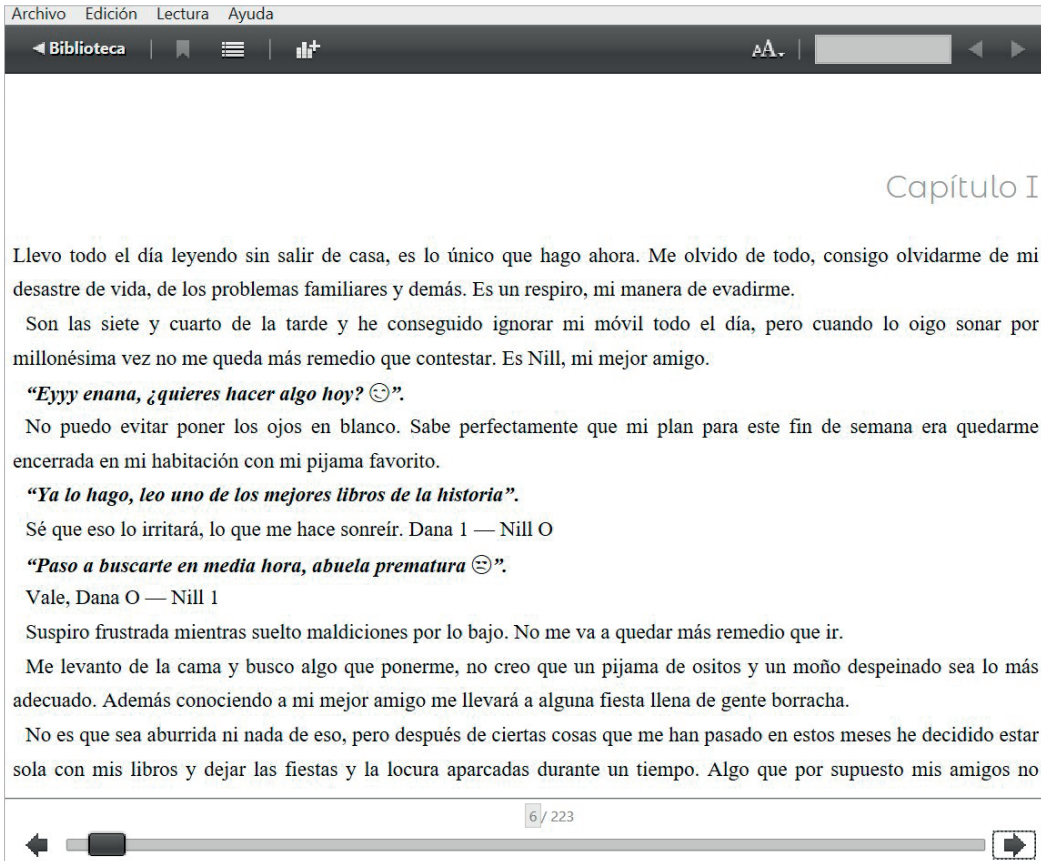 Archivo Edición Lectura Ayuda
Biblioteca
AA
Capítulo I
Llevo todo el día leyendo sin salir de casa, es lo único que hago ahora. Me olvido de todo, consigo olvidarme de mi
desastre de vida, de los problemas familiares y demás. Es un respiro, mi manera de evadirme.
Son las siete y cuarto de la tarde y he conseguido ignorar mi móvil todo el día, pero cuando lo oigo sonar por
millonésima vez no me queda más remedio que contestar. Es Nill, mi mejor amigo.
“Eyyy enana, ¿quieres hacer algo hoy? 😉”.
No puedo evitar poner los ojos en blanco. Sabe perfectamente que mi plan para este fin de semana era quedarme
encerrada en mi habitación con mi pijama favorito.
“Ya lo hago, leo uno de los mejores libros de la historia”.
Sé que eso lo irritará, lo que me hace sonreír. Dana 1 — Nill O
“Paso a buscarte en media hora, abuela prematura 😒”.
Vale, Dana O — Nill 1
Suspiro frustrada mientras suelto maldiciones por lo bajo. No me va a quedar más remedio que ir.
Me levanto de la cama y busco algo que ponerme, no creo que un pijama de ositos y un moño despeinado sea lo más
adecuado. Además conociendo a mi mejor amigo me llevará a alguna fiesta llena de gente borracha.
No es que sea aburrida ni nada de eso, pero después de ciertas cosas que me han pasado en estos meses he decidido estar
sola con mis libros y dejar las fiestas y la locura aparcadas durante un tiempo. Algo que por supuesto mis amigos no
6 / 223